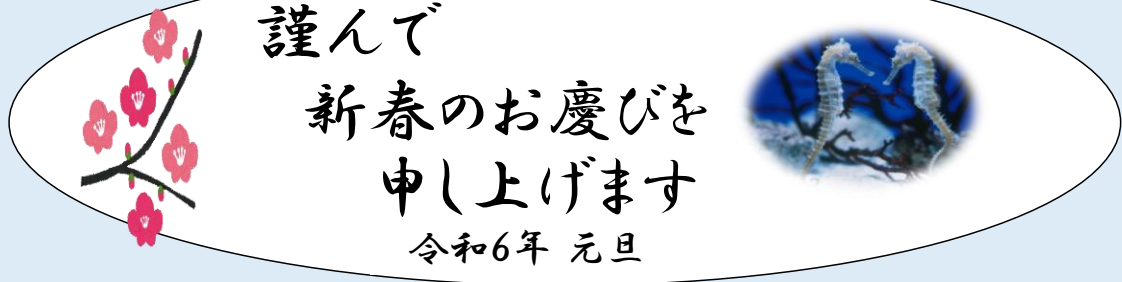 謹んで
新春のお慶びを
申し上げます
令和6年 元旦